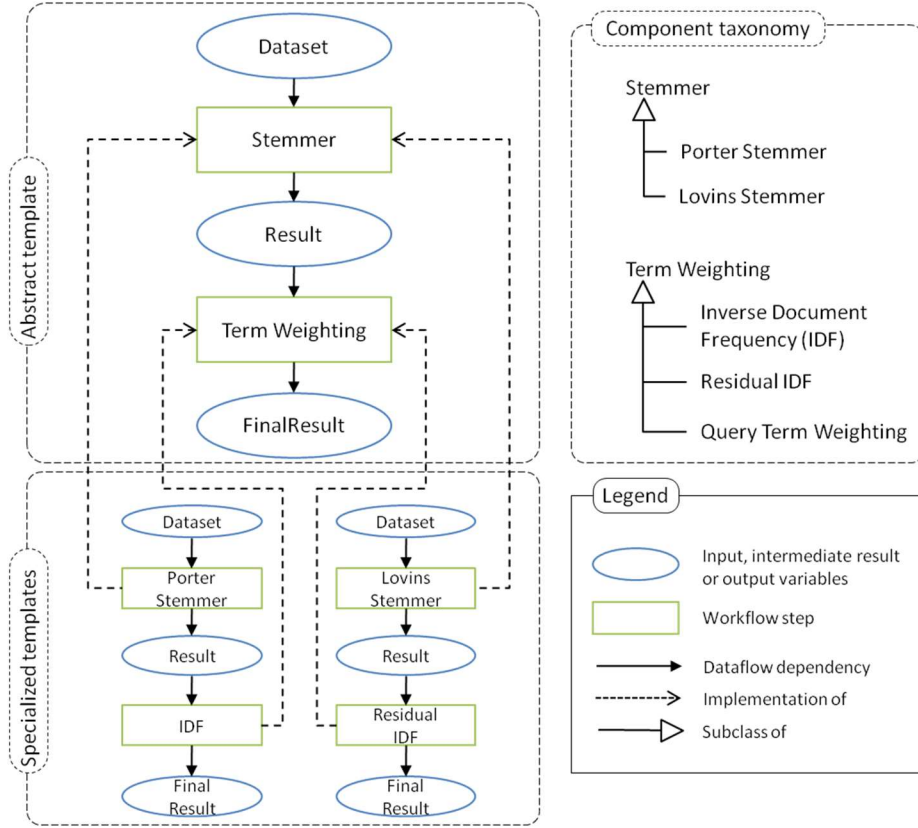 Abstract template
Dataset
Stemmer
Result
Term Weighting
FinalResult
Component taxonomy
Stemmer
Porter Stemmer
Lovins Stemmer
Term Weighting
Inverse Document
Frequency (IDF)
Residual IDF
Query Term Weighting
Specialized templates
Dataset
Porter
Stemmer
Result
IDF
Final
Result
Dataset
Lovins
Stemmer
Result
Residual
IDF
Final
Result
Legend
Input, intermediate result
or output variables
Workflow step
Dataflow dependency
Implementation of
Subclass of